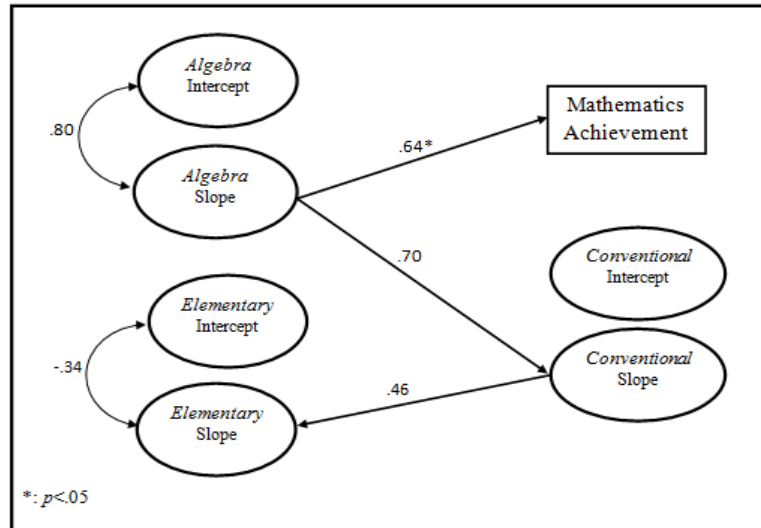 Algebra
Intercept
Mathematics
Achievement
.80
.64*
Algebra
Slope
.70
Conventional
Intercept
Elementary
Intercept
-.34
Conventional
Slope
.46
Elementary
Slope
*: p<.05